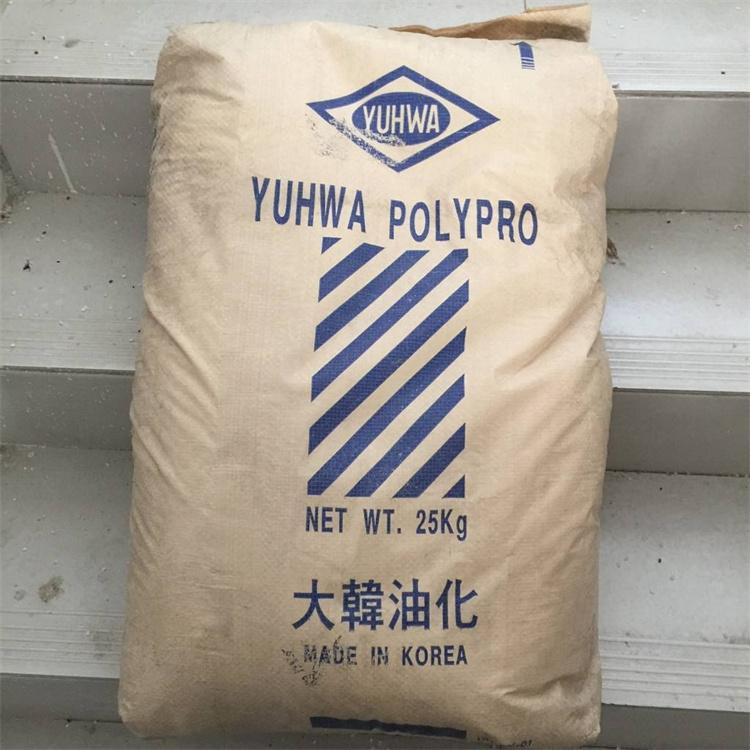 YUHWA
YUHWA POLYPRO
NET WT. 25Kg
大韓油化
MADE IN KOREA